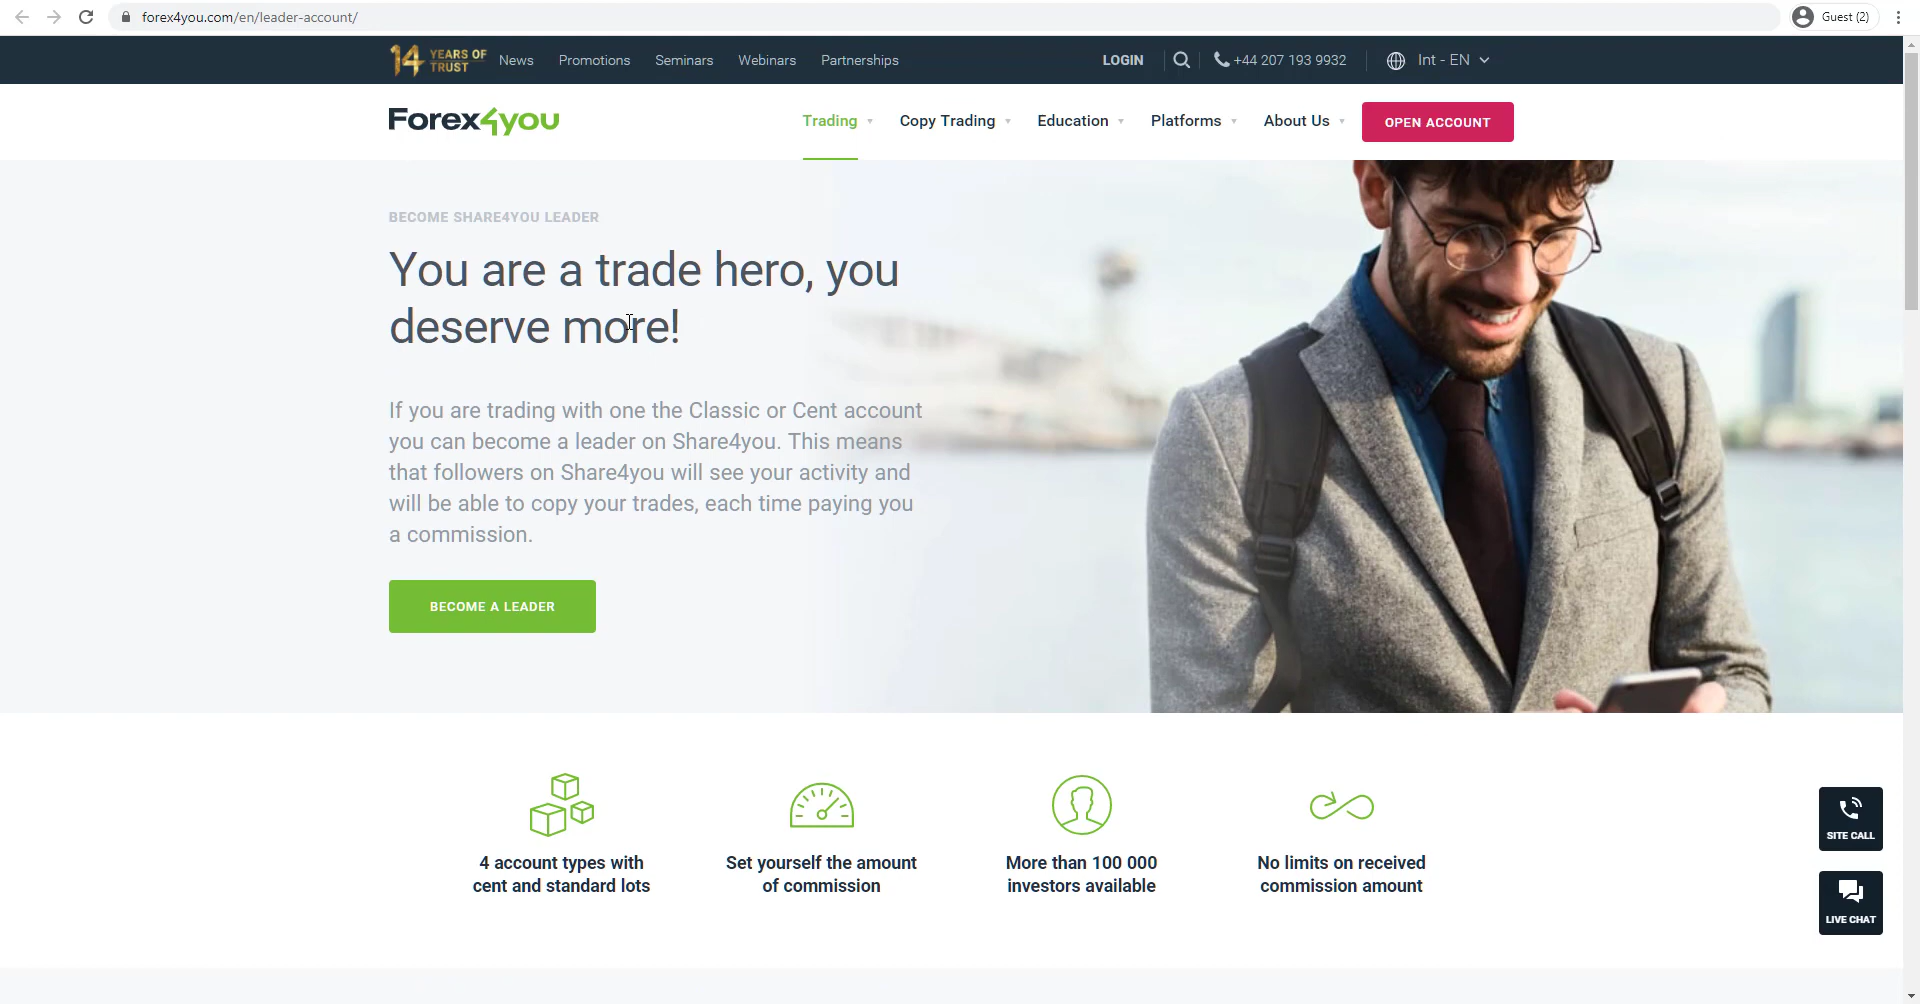 forex4you.com/en/leader-account/
Guest (2)
14 YEARS OF TRUST
News
Promotions
Seminars
Webinars
Partnerships
LOGIN
+44 207 193 9932
Int - EN
Forex4you
Trading
Copy Trading
Education
Platforms
About Us
OPEN ACCOUNT
BECOME SHARE4YOU LEADER
You are a trade hero, you
deserve more!
If you are trading with one the Classic or Cent account
you can become a leader on Share4you. This means
that followers on Share4you will see your activity and
will be able to copy your trades, each time paying you
a commission.
BECOME A LEADER
4 account types with
cent and standard lots
Set yourself the amount
of commission
More than 100 000
investors available
No limits on received
commission amount
SITE CALL
LIVE CHAT